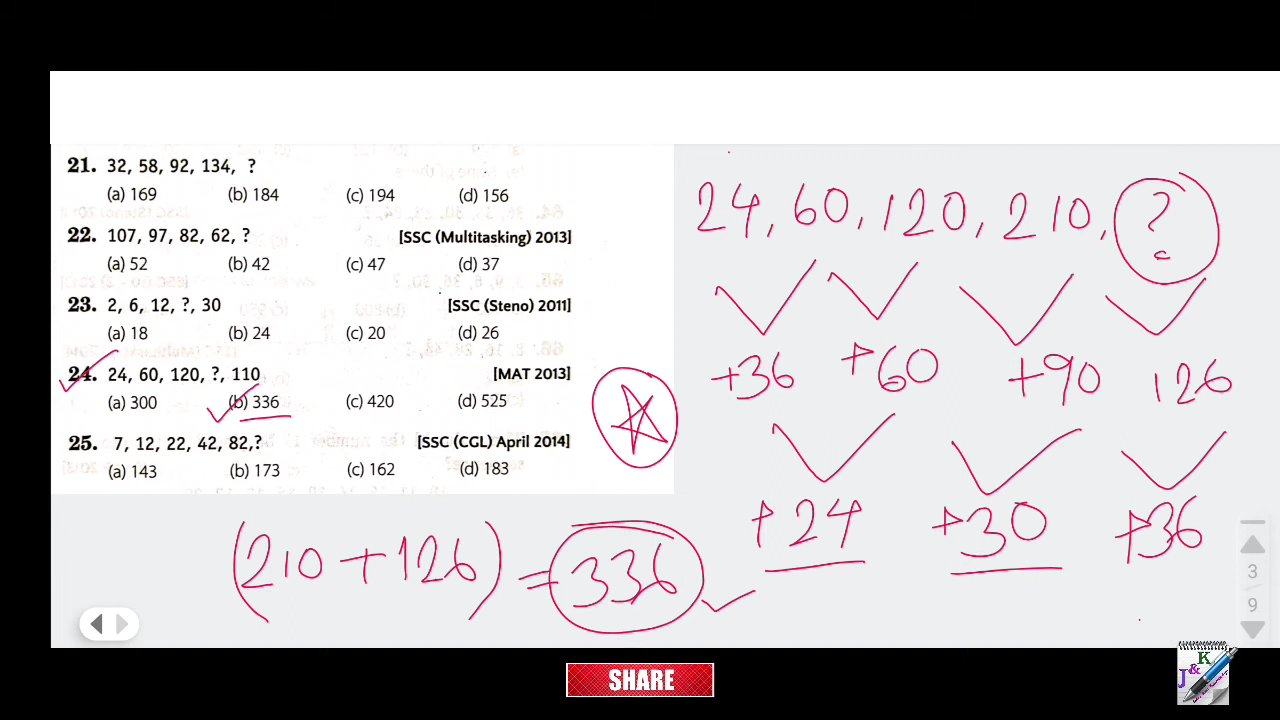 21. 32, 58, 92, 134, ?
(a) 169 (b) 184 (c) 194 (d) 156
22. 107, 97, 82, 62, ? [SSC (Multitasking) 2013]
(a) 52 (b) 42 (c) 47 (d) 37
23. 2, 6, 12, ?, 30 [SSC (Steno) 2011]
(a) 18 (b) 24 (c) 20 (d) 26
24. 24, 60, 120, ?, 110 [MAT 2013]
(a) 300 (b) 336 (c) 420 (d) 525
25. 7, 12, 22, 42, 82,? [SSC (CGL) April 2014]
(a) 143 (b) 173 (c) 162 (d) 183
24, 60, 120, 210, ?
+36 +60 +90 126
+24 +30 +36
(210 + 126) = 336
3
9
SHARE
J & K